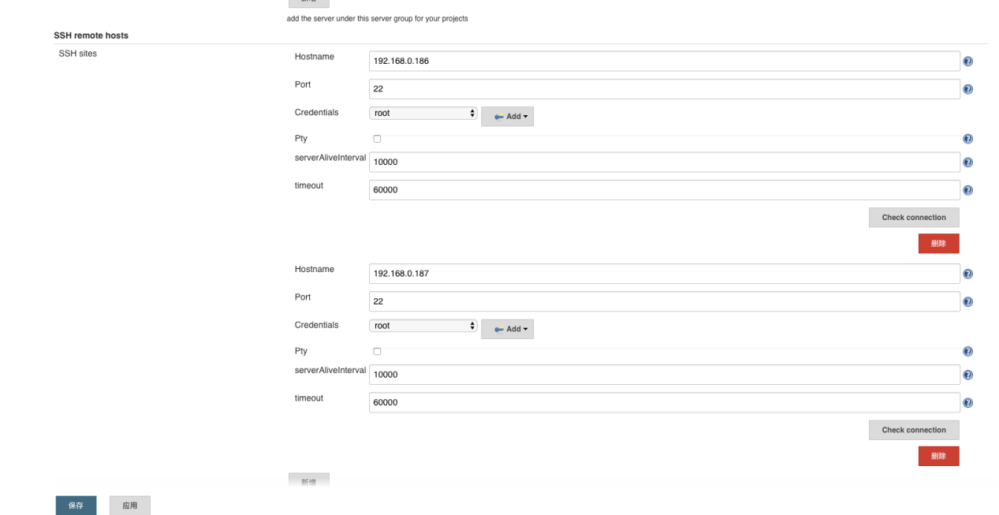 add the server under this server group for your projects
SSH remote hosts
SSH sites
Hostname
192.168.0.186
Port
22
Credentials
root
Add
Pty
serverAliveInterval
10000
timeout
60000
Check connection
删除
Hostname
192.168.0.187
Port
22
Credentials
root
Add
Pty
serverAliveInterval
10000
timeout
60000
Check connection
删除
新增
保存
应用